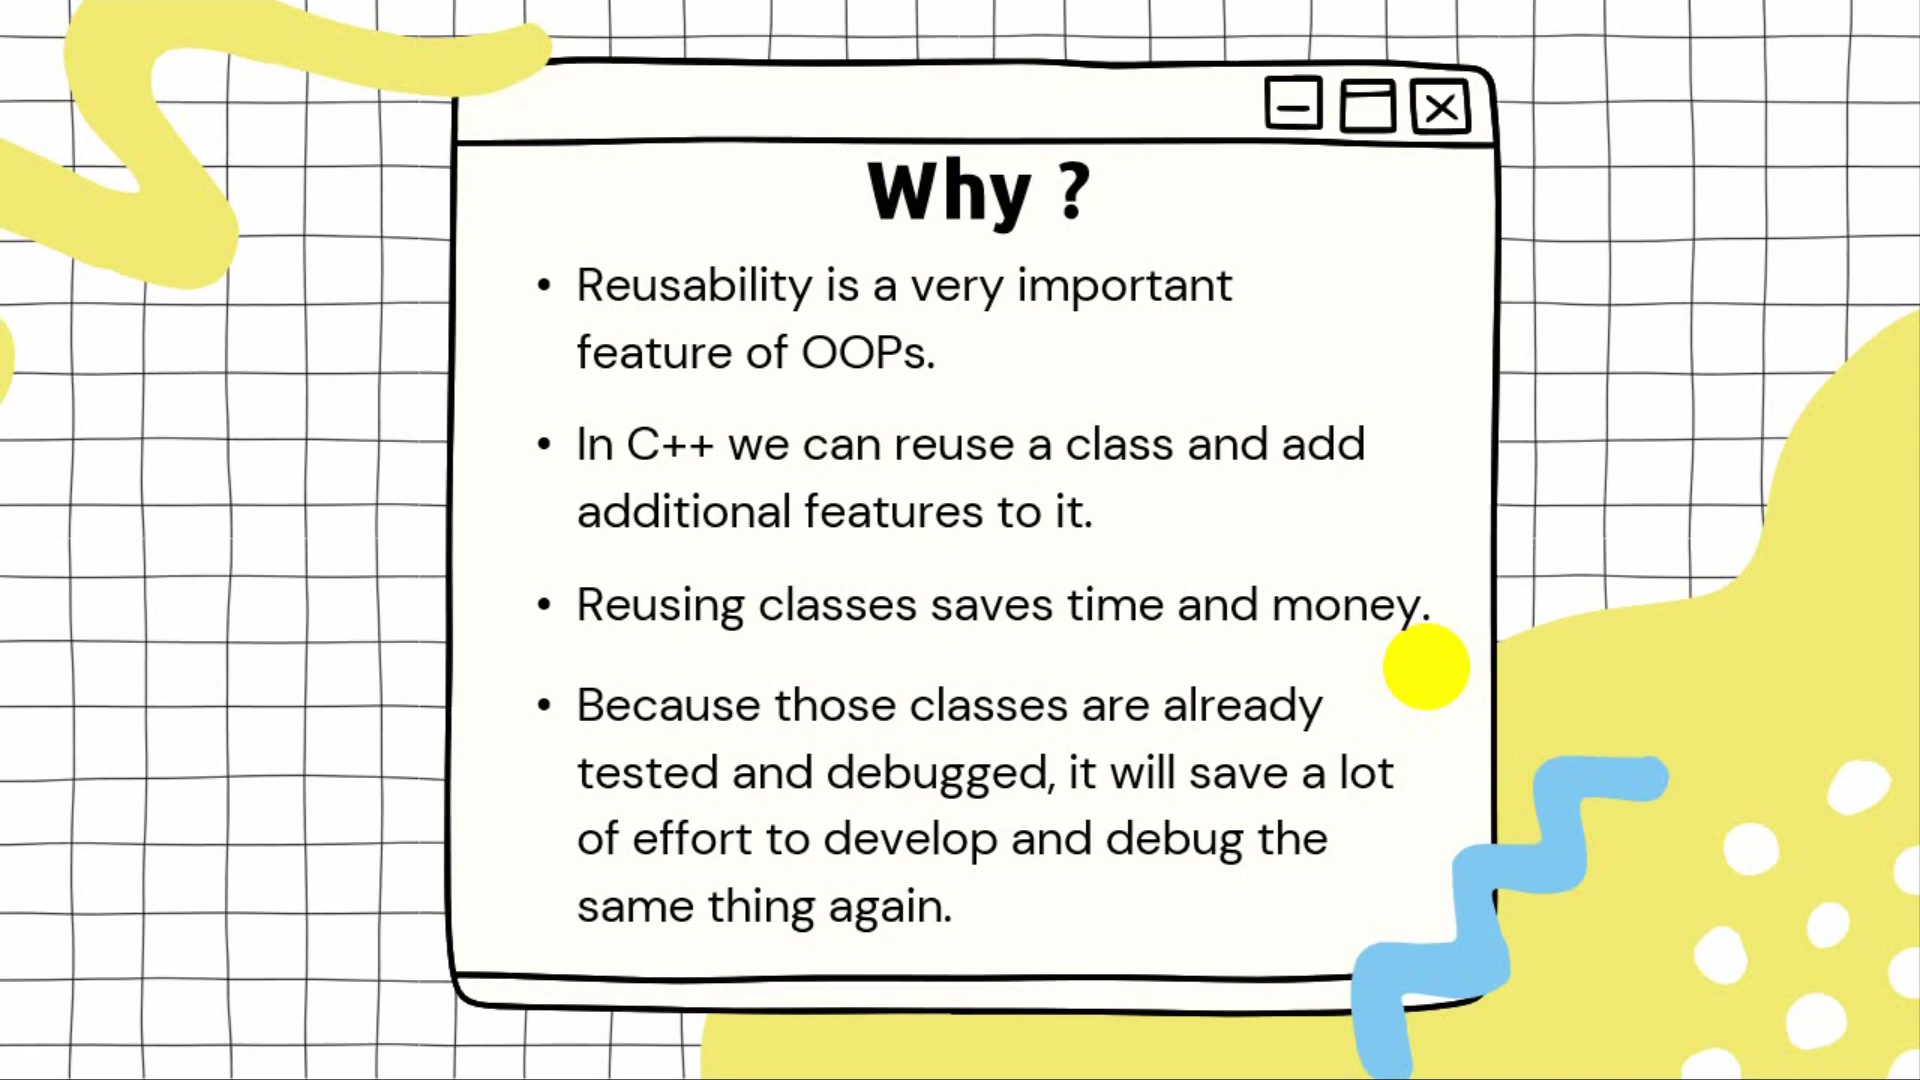 Why ?
• Reusability is a very important
feature of OOPs.
• In C++ we can reuse a class and add
additional features to it.
• Reusing classes saves time and money.
• Because those classes are already
tested and debugged, it will save a lot
of effort to develop and debug the
same thing again.